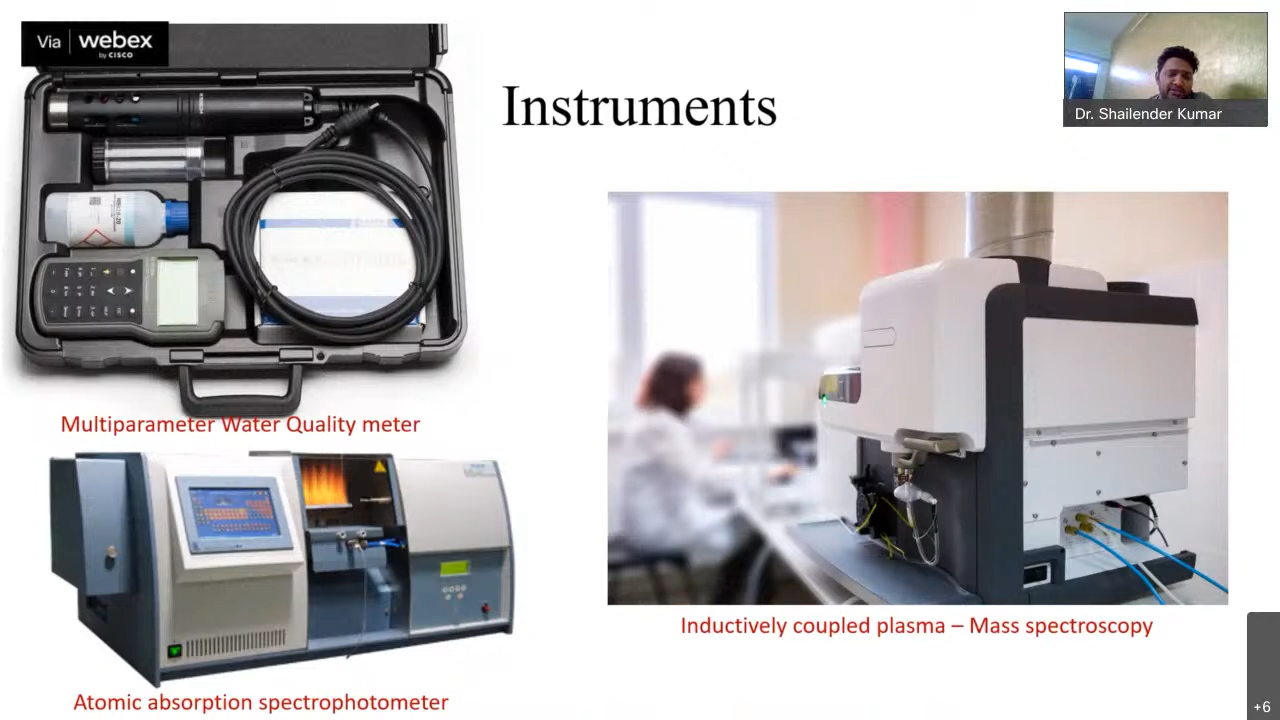 Via webex
by CISCO
Instruments
Dr. Shailender Kumar
Multiparameter Water Quality meter
Inductively coupled plasma – Mass spectroscopy
Atomic absorption spectrophotometer
+6